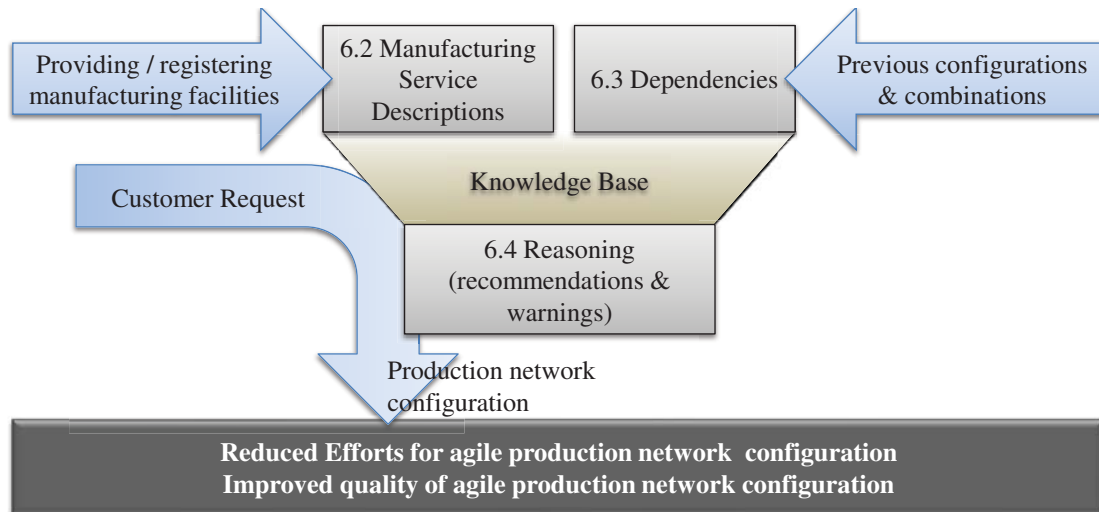 Providing / registering
manufacturing facilities
6.2 Manufacturing
Service
Descriptions
6.3 Dependencies
Previous configurations
& combinations
Customer Request
Knowledge Base
6.4 Reasoning
(recommendations &
warnings)
Production network
configuration
Reduced Efforts for agile production network configuration
Improved quality of agile production network configuration